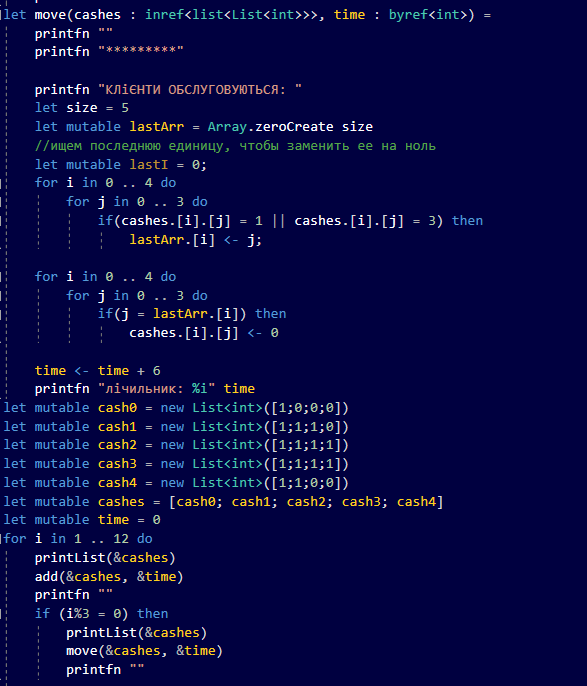 let move(cashes : inref<list<List<int>>>, time : byref<int>) =
    printfn ""
    printfn "*********"
    printfn "КЛІЄНТИ ОБСЛУГОВУЮТЬСЯ: "
    let size = 5
    let mutable lastArr = Array.zeroCreate size
    //ищем последнюю единицу, чтобы заменить ее на ноль
    let mutable lastI = 0;
    for i in 0 .. 4 do
        for j in 0 .. 3 do
            if(cashes.[i].[j] = 1 || cashes.[i].[j] = 3) then
                lastArr.[i] <- j;
    for i in 0 .. 4 do
        for j in 0 .. 3 do
            if(j = lastArr.[i]) then
                cashes.[i].[j] <- 0
    time <- time + 6
    printfn "лічильник: %i" time
let mutable cash0 = new List<int>([1;0;0;0])
let mutable cash1 = new List<int>([1;1;1;0])
let mutable cash2 = new List<int>([1;1;1;1])
let mutable cash3 = new List<int>([1;1;1;1])
let mutable cash4 = new List<int>([1;1;0;0])
let mutable cashes = [cash0; cash1; cash2; cash3; cash4]
let mutable time = 0
for i in 1 .. 12 do
    printList(&cashes)
    add(&cashes, &time)
    printfn ""
    if (i%3 = 0) then
        printList(&cashes)
        move(&cashes, &time)
        printfn ""